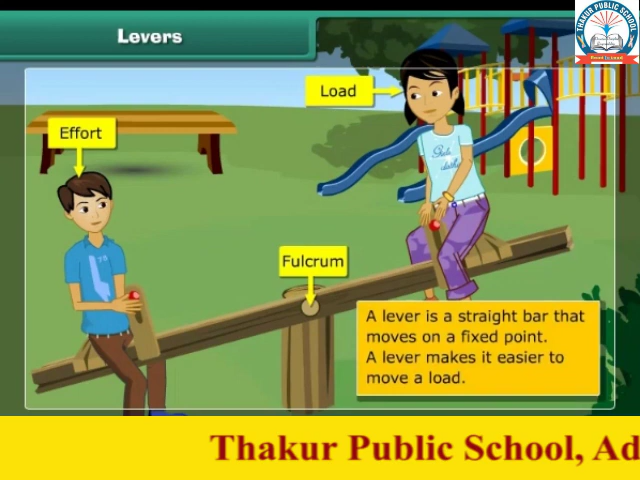 Levers
THAKUR PUBLIC SCHOOL
Load
Effort
Fulcrum
A lever is a straight bar that
moves on a fixed point.
A lever makes it easier to
move a load.
Thakur Public School, Ad